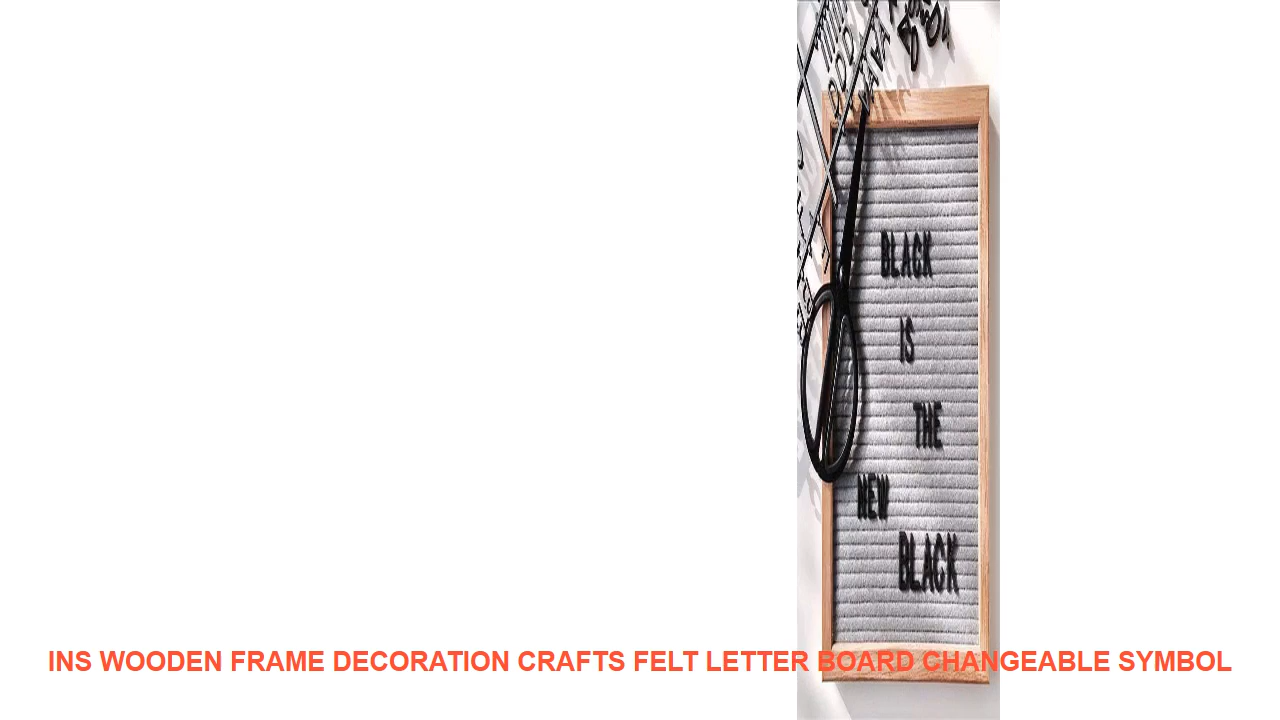 BLACK
IS
THE
NEW
BLACK
INS WOODEN FRAME DECORATION CRAFTS FELT LETTER BOARD CHANGEABLE SYMBOL